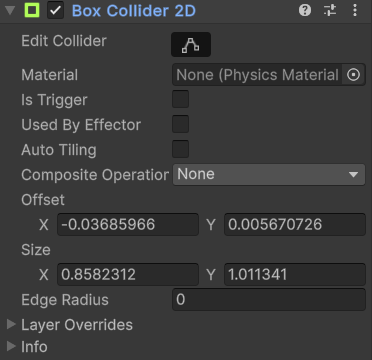 Box Collider 2D
Edit Collider
Material None (Physics Material
Is Trigger
Used By Effector
Auto Tiling
Composite Operation None
Offset
X -0.03685966 Y 0.005670726
Size
X 0.8582312 Y 1.011341
Edge Radius 0
Layer Overrides
Info